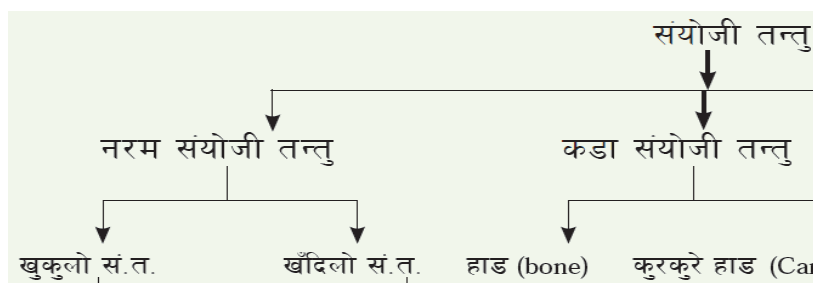 संयोजी तन्तु
नरम संयोजी तन्तु कडा संयोजी तन्तु
खुकुलो सं.त. खँदिलो सं.त. हाड (bone) कुरकुरे हाड